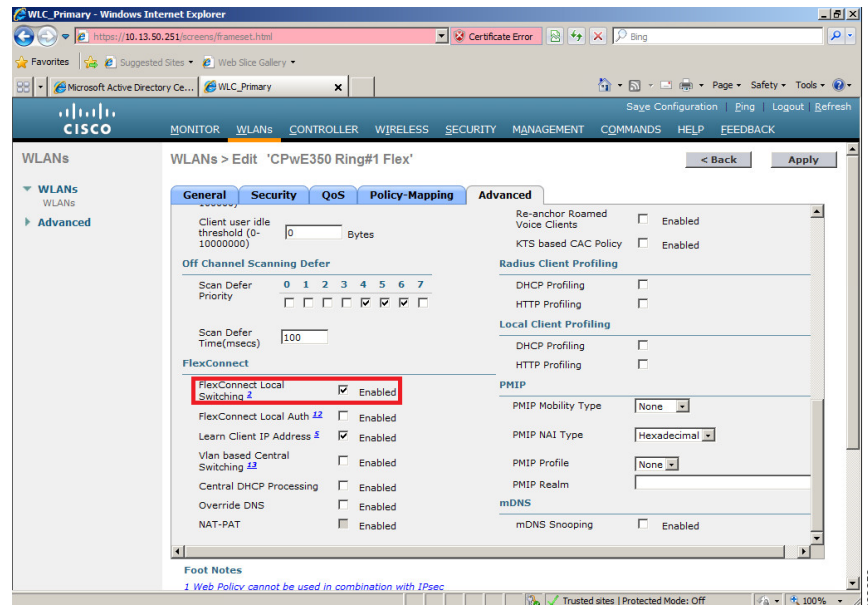 WLC_Primary - Windows Internet Explorer
https://10.13.50.251/screens/frameset.html
Certificate Error
Bing
Favorites
Suggested Sites
Web Slice Gallery
Microsoft Active Directory Ce...
WLC_Primary
Page
Safety
Tools
Save Configuration | Ping | Logout | Refresh
CISCO
MONITOR WLANs CONTROLLER WIRELESS SECURITY MANAGEMENT COMMANDS HELP FEEDBACK
WLANs
WLANs
WLANs
Advanced
WLANs > Edit 'CPwE350 Ring#1 Flex'
< Back
Apply
General
Security
QoS
Policy-Mapping
Advanced
Client user idle
threshold (0-
10000000)
0
Bytes
Off Channel Scanning Defer
Scan Defer
Priority
0 1 2 3 4 5 6 7
Scan Defer
Time(msecs)
100
FlexConnect
FlexConnect Local
Switching 2
Enabled
FlexConnect Local Auth 12
Enabled
Learn Client IP Address 5
Enabled
Vlan based Central
Switching 13
Enabled
Central DHCP Processing
Enabled
Override DNS
Enabled
NAT-PAT
Enabled
Re-anchor Roamed
Voice Clients
Enabled
KTS based CAC Policy
Enabled
Radius Client Profiling
DHCP Profiling
HTTP Profiling
Local Client Profiling
DHCP Profiling
HTTP Profiling
PMIP
PMIP Mobility Type
None
PMIP NAI Type
Hexadecimal
PMIP Profile
None
PMIP Realm
mDNS
mDNS Snooping
Enabled
Foot Notes
1 Web Policy cannot be used in combination with IPsec
Trusted sites | Protected Mode: Off
100%